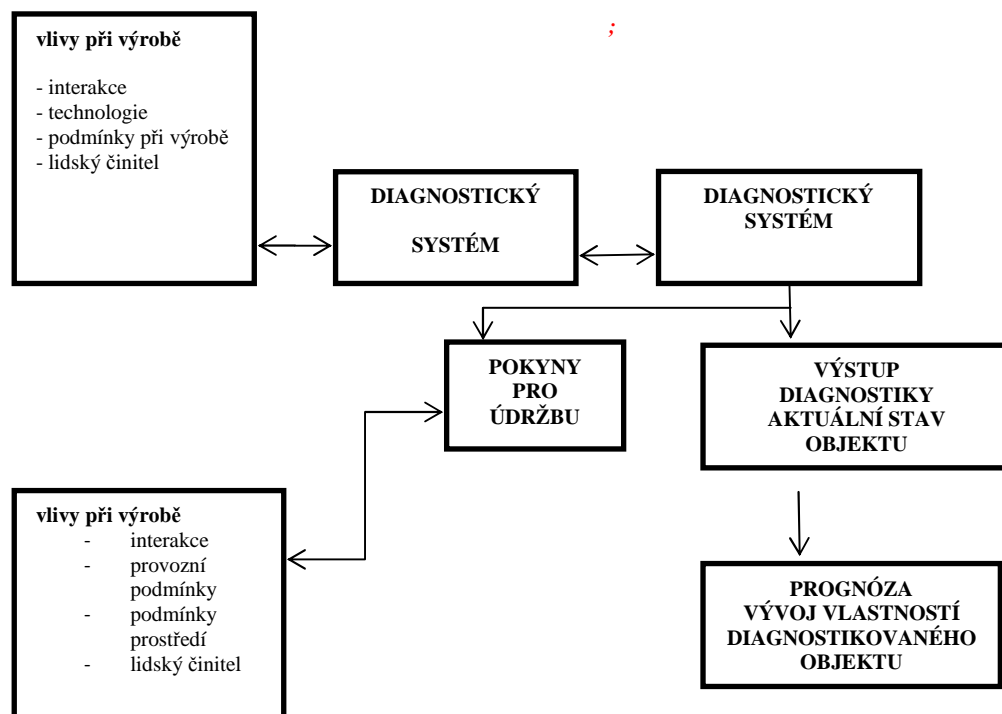 ;
vlivy při výrobě
- interakce
- technologie
- podmínky při výrobě
- lidský činitel
DIAGNOSTICKÝ
SYSTÉM
DIAGNOSTICKÝ
SYSTÉM
POKYNY
PRO
ÚDRŽBU
VÝSTUP
DIAGNOSTIKY
AKTUÁLNÍ STAV
OBJEKTU
vlivy při výrobě
- interakce
- provozní
podmínky
- podmínky
prostředí
- lidský činitel
PROGNÓZA
VÝVOJ VLASTNOSTÍ
DIAGNOSTIKOVANÉHO
OBJEKTU